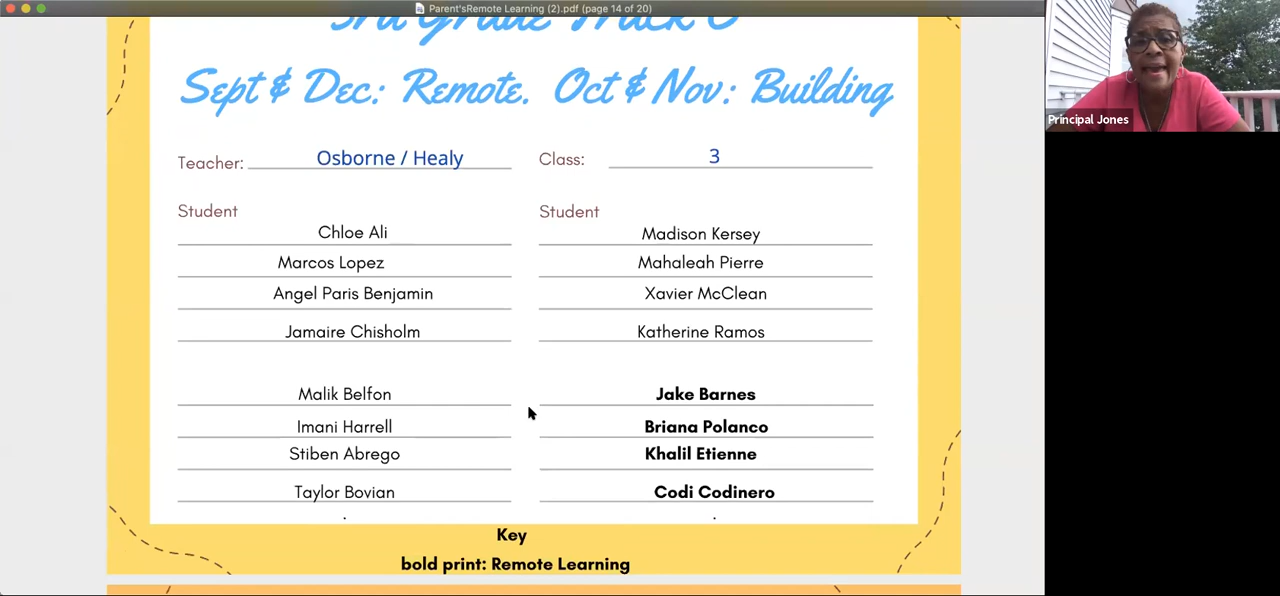 Parent'sRemote Learning (2).pdf (page 14 of 20)
3rd Grade Track C
Sept & Dec: Remote. Oct & Nov: Building
Teacher: Osborne / Healy Class: 3
Student Student
Chloe Ali Madison Kersey
Marcos Lopez Mahaleah Pierre
Angel Paris Benjamin Xavier McClean
Jamaire Chisholm Katherine Ramos
Malik Belfon Jake Barnes
Imani Harrell Briana Polanco
Stiben Abrego Khalil Etienne
Taylor Bovian Codi Codinero
Key
bold print: Remote Learning
Principal Jones